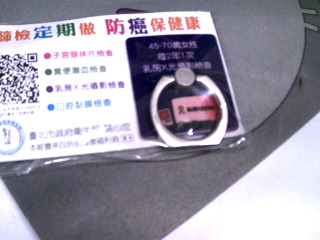 篩檢定期做 防癌保健康
子宮頸抹片檢查
糞便潛血檢查
乳房X光攝影檢查
口腔黏膜檢查
45-70歲女性
每2年1次
乳房X光攝影檢查
臺北市政府衛生局 關心您